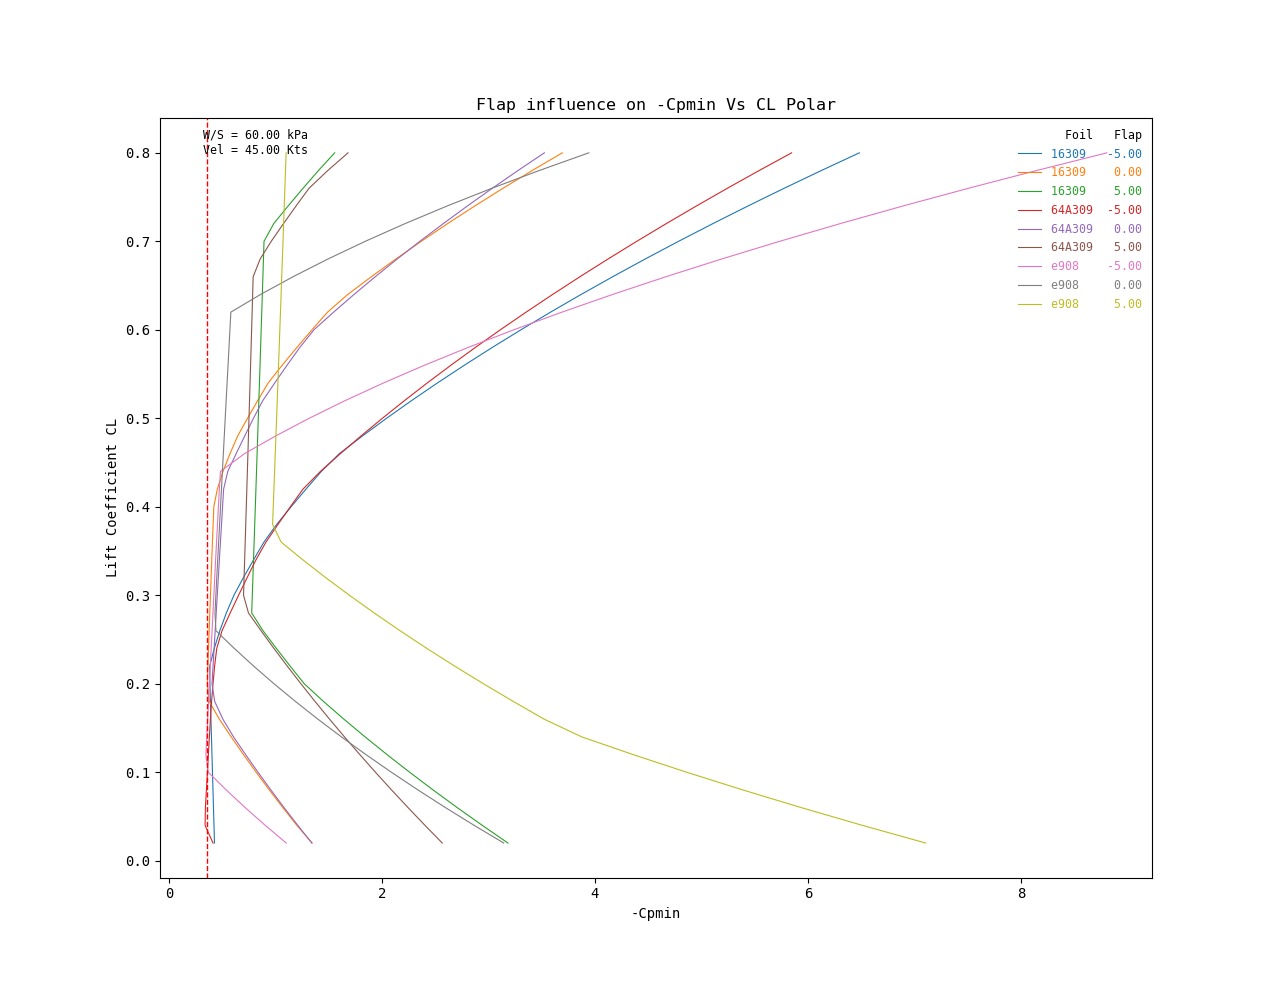 Flap influence on -Cpmin Vs CL Polar
W/S = 60.00 kPa
Vel = 45.00 Kts
Foil Flap
16309 -5.00
16309 0.00
16309 5.00
64A309 -5.00
64A309 0.00
64A309 5.00
e908 -5.00
e908 0.00
e908 5.00
0.8
0.7
0.6
0.5
0.4
0.3
0.2
0.1
0.0
Lift Coefficient CL
0 2 4 6 8
-Cpmin